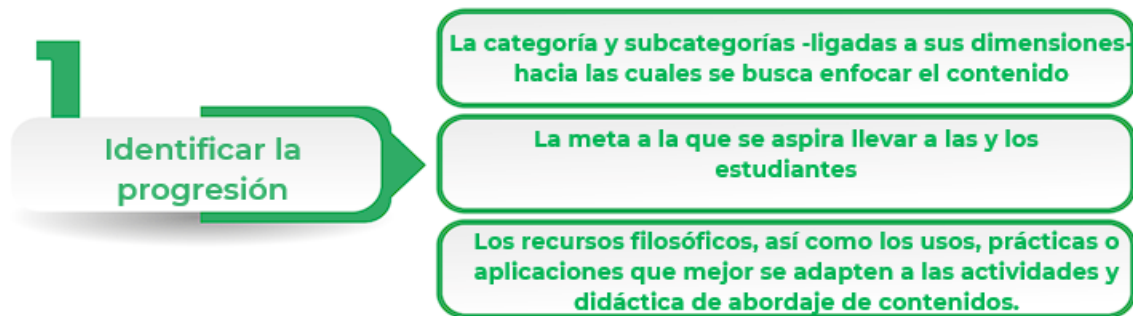 1
Identificar la
progresión
La categoría y subcategorías -ligadas a sus dimensiones-
hacia las cuales se busca enfocar el contenido
La meta a la que se aspira llevar a las y los
estudiantes
Los recursos filosóficos, así como los usos, prácticas o
aplicaciones que mejor se adapten a las actividades y
didáctica de abordaje de contenidos.